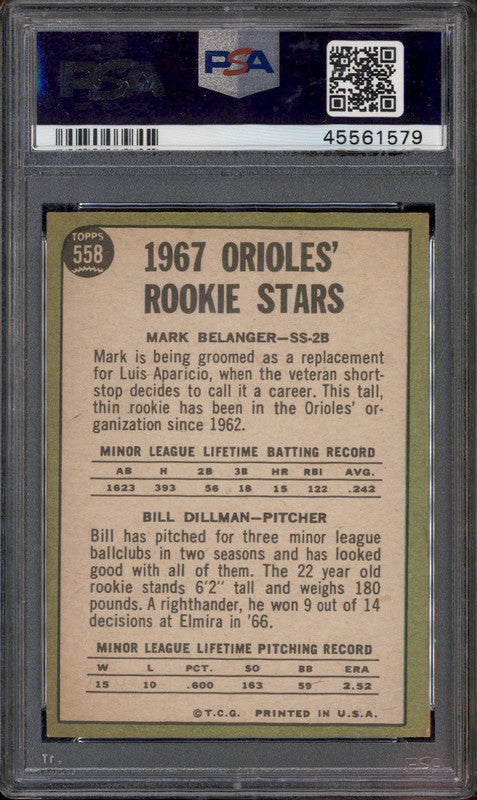 PSA
PSA
45561579
TOPPS
558
1967 ORIOLES'
ROOKIE STARS
MARK BELANGER—SS-2B
Mark is being groomed as a replacement
for Luis Aparicio, when the veteran short-
stop decides to call it a career. This tall,
thin rookie has been in the Orioles' or-
ganization since 1962.
MINOR LEAGUE LIFETIME BATTING RECORD
AB H 2B 3B HR RBI AVG.
1623 393 56 18 15 122 .242
BILL DILLMAN—PITCHER
Bill has pitched for three minor league
ballclubs in two seasons and has looked
good with all of them. The 22 year old
rookie stands 6'2" tall and weighs 180
pounds. A righthander, he won 9 out of 14
decisions at Elmira in '66.
MINOR LEAGUE LIFETIME PITCHING RECORD
W L PCT. SO BB ERA
15 10 .600 163 59 2.52
©T.C.G. PRINTED IN U.S.A.
PSA